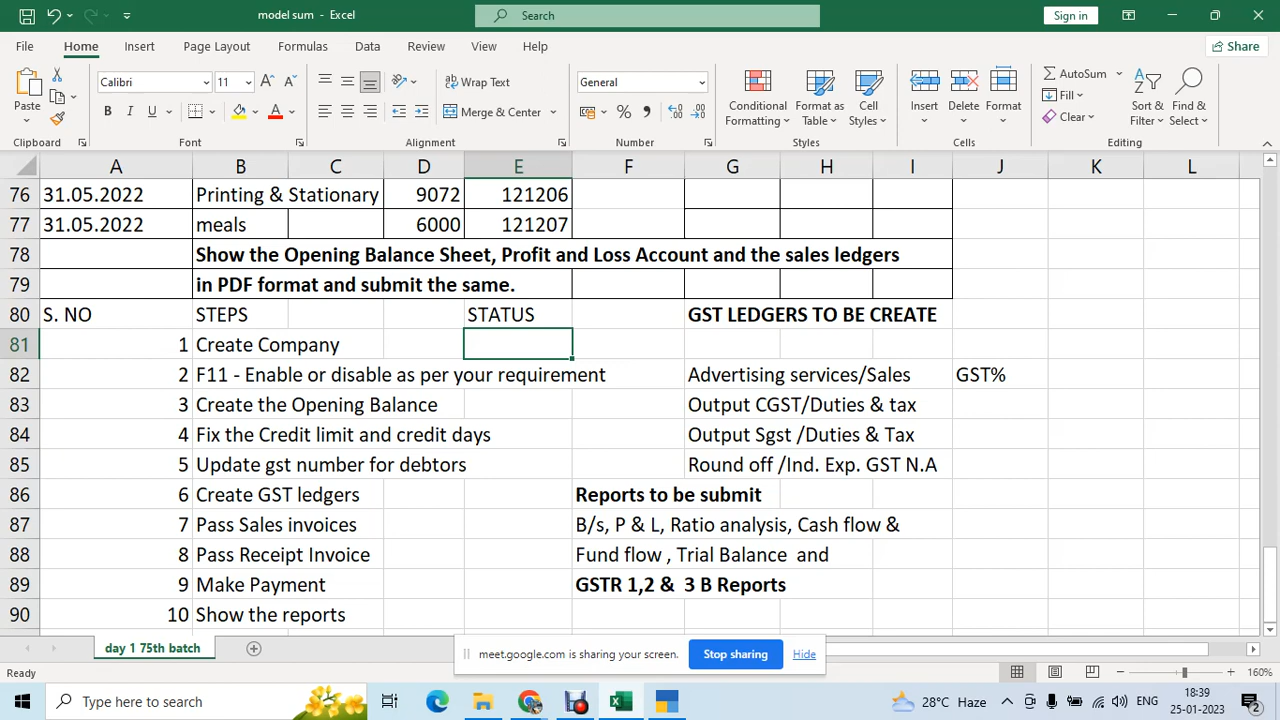 model sum - Excel
Search
Sign in
File Home Insert Page Layout Formulas Data Review View Help
Share
Paste
Calibri 11
Wrap Text
Merge & Center
General
Conditional Formatting
Format as Table
Cell Styles
Insert
Delete
Format
AutoSum
Fill
Clear
Sort & Filter
Find & Select
Clipboard Font Alignment Number Styles Cells Editing
A B C D E F G H I J K L
76 31.05.2022 Printing & Stationary 9072 121206
77 31.05.2022 meals 6000 121207
78 Show the Opening Balance Sheet, Profit and Loss Account and the sales ledgers
79 in PDF format and submit the same.
80 S. NO STEPS STATUS GST LEDGERS TO BE CREATE
81 1 Create Company
82 2 F11 - Enable or disable as per your requirement Advertising services/Sales GST%
83 3 Create the Opening Balance Output CGST/Duties & tax
84 4 Fix the Credit limit and credit days Output Sgst /Duties & Tax
85 5 Update gst number for debtors Round off /Ind. Exp. GST N.A
86 6 Create GST ledgers Reports to be submit
87 7 Pass Sales invoices B/s, P & L, Ratio analysis, Cash flow &
88 8 Pass Receipt Invoice Fund flow , Trial Balance and
89 9 Make Payment GSTR 1,2 & 3 B Reports
90 10 Show the reports
day 1 75th batch
meet.google.com is sharing your screen. Stop sharing Hide
Ready
160%
Type here to search
28°C Haze
ENG
18:39
25-01-2023
2